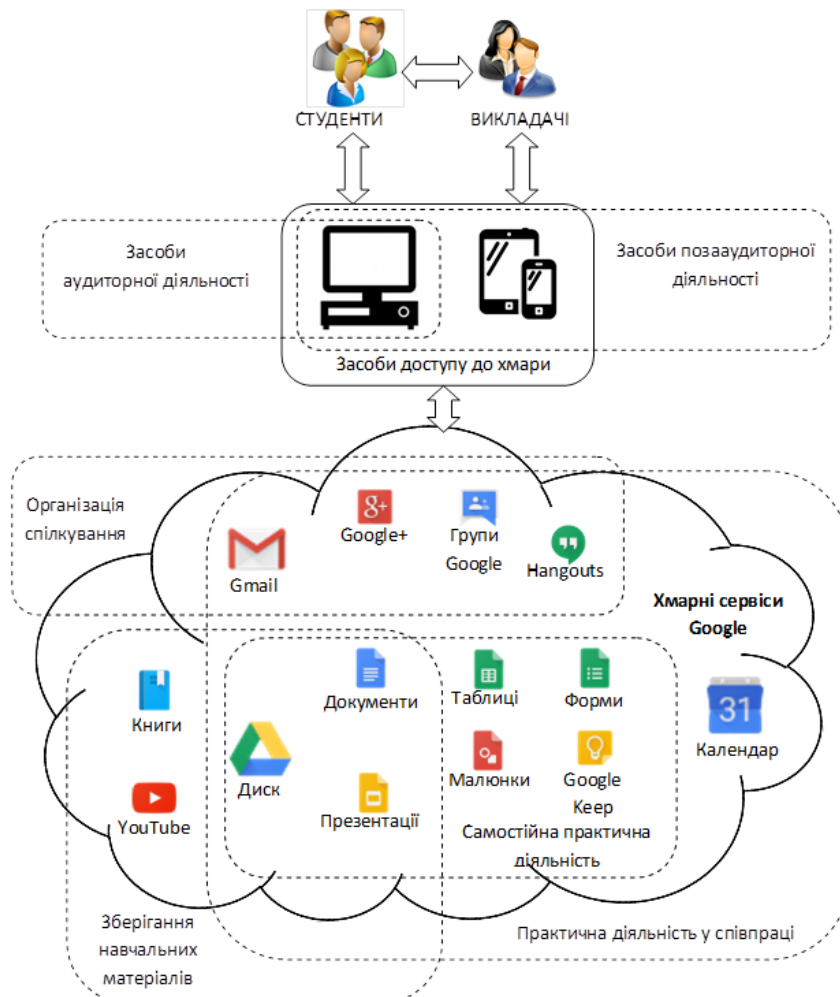 СТУДЕНТИ
ВИКЛАДАЧІ
Засоби
аудиторної діяльності
Засоби позааудиторної
діяльності
Засоби доступу до хмари
Організація
спілкування
g+
Google+
Групи
Google
Gmail
Hangouts
Хмарні сервіси
Google
Книги
Документи
Таблиці
Форми
31
Календар
Диск
Малюнки
Google
Keep
YouTube
Презентації
Самостійна практична
діяльність
Зберігання
навчальних
матеріалів
Практична діяльність у співпраці